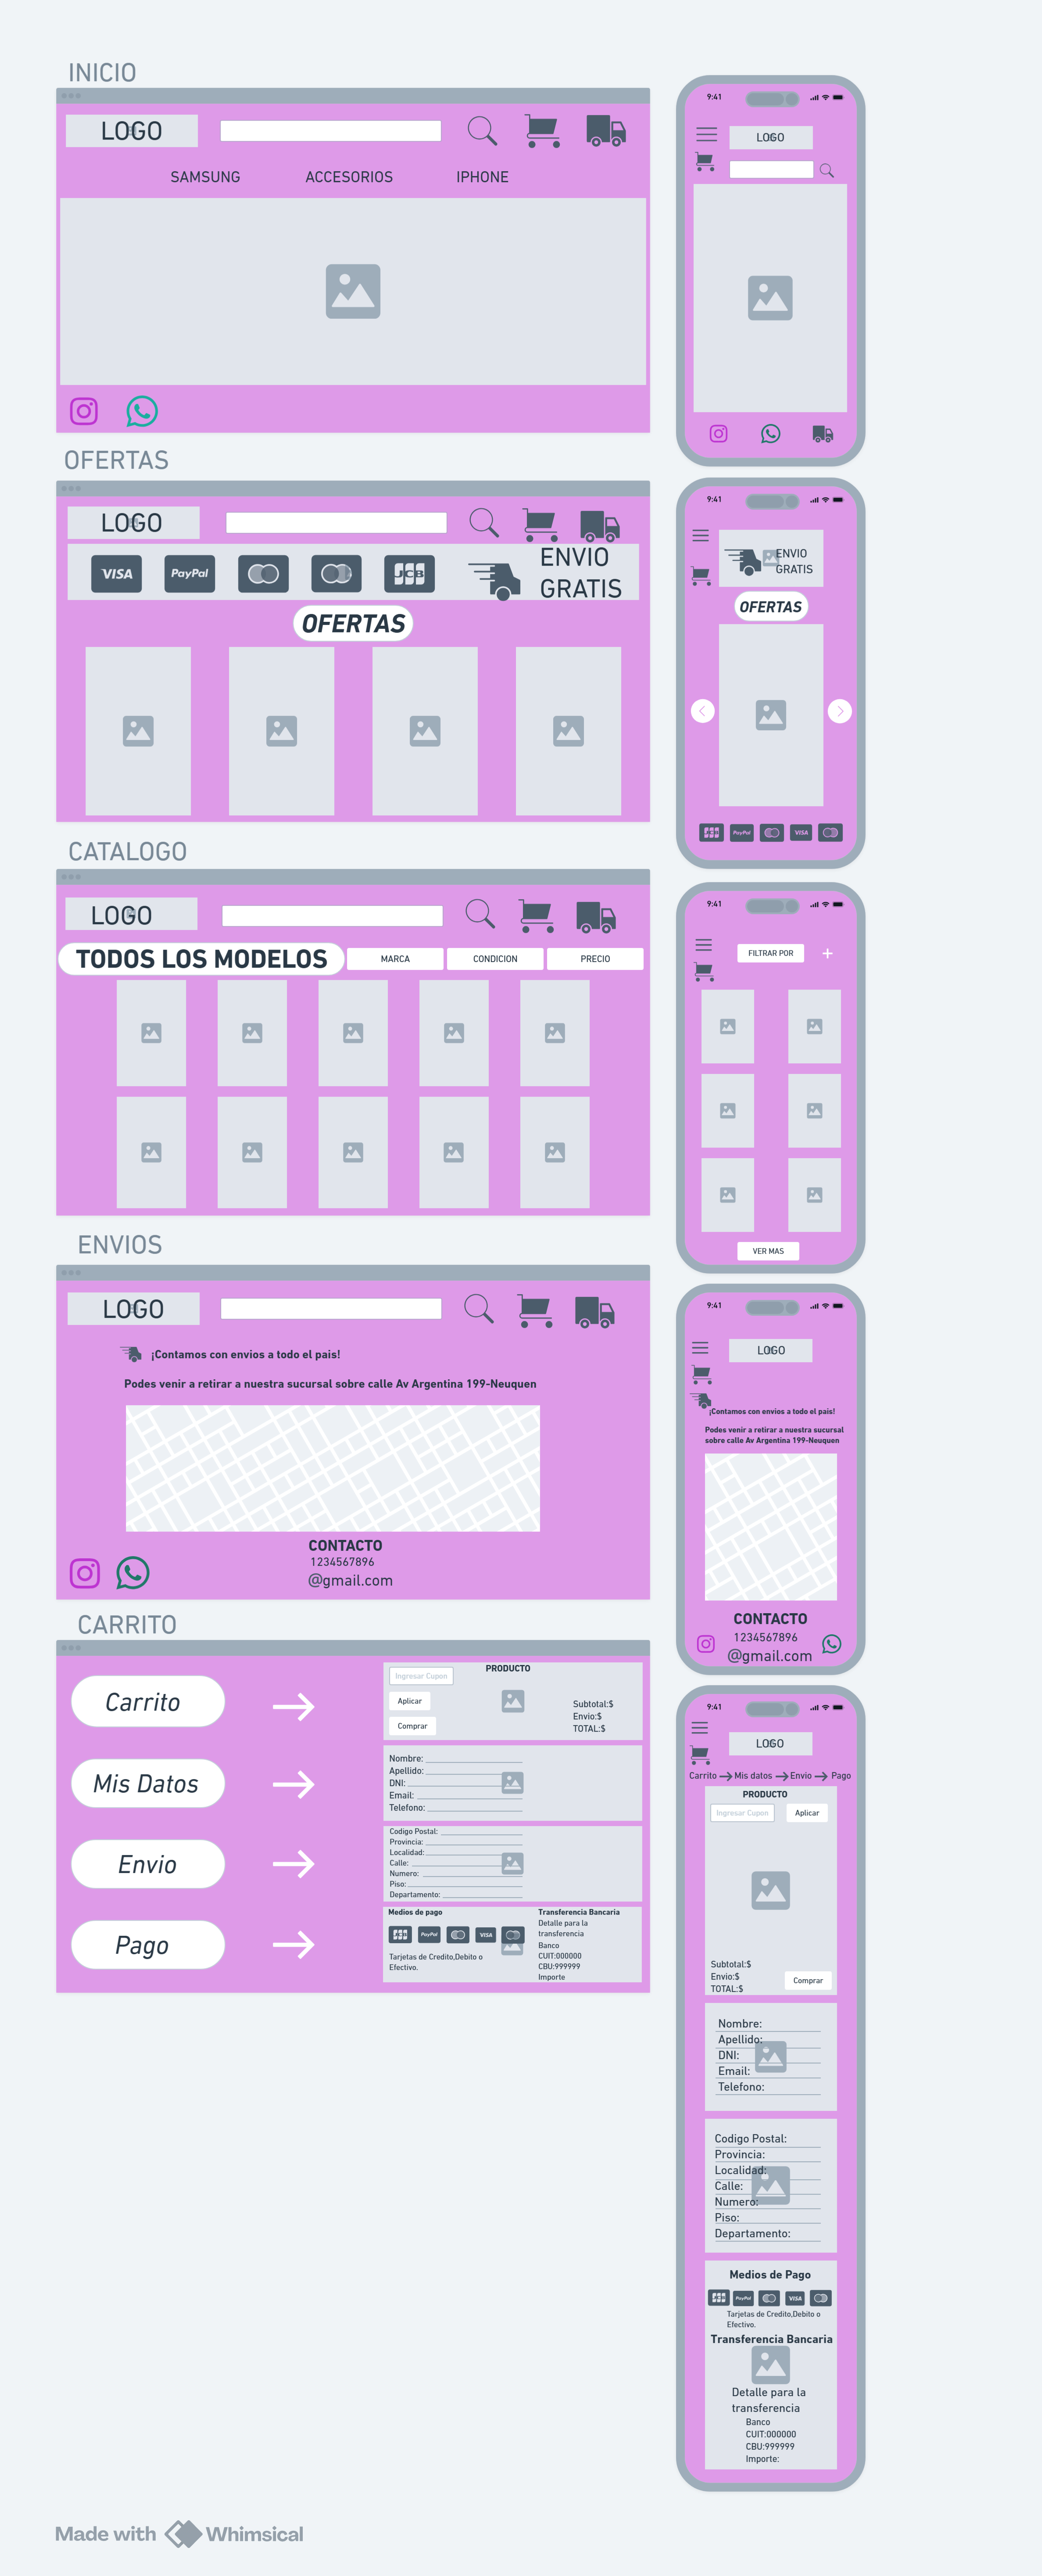 INICIO
LOGO
SAMSUNG ACCESORIOS IPHONE
9:41
LOGO
OFERTAS
LOGO
VISA PayPal JCB ENVIO
GRATIS
OFERTAS
9:41
ENVIO
GRATIS
OFERTAS
JCB PayPal VISA
CATALOGO
LOGO
TODOS LOS MODELOS MARCA CONDICION PRECIO
9:41
FILTRAR POR +
VER MAS
ENVIOS
LOGO
¡Contamos con envios a todo el pais!
Podes venir a retirar a nuestra sucursal sobre calle Av Argentina 199-Neuquen
CONTACTO
1234567896
@gmail.com
9:41
LOGO
¡Contamos con envios a todo el pais!
Podes venir a retirar a nuestra sucursal
sobre calle Av Argentina 199-Neuquen
CONTACTO
1234567896
@gmail.com
CARRITO
Carrito
Ingresar Cupon
PRODUCTO
Aplicar
Comprar
Subtotal:$
Envio:$
TOTAL:$
Mis Datos
Nombre:
Apellido:
DNI:
Email:
Telefono:
Envio
Codigo Postal:
Provincia:
Localidad:
Calle:
Numero:
Piso:
Departamento:
Pago
Medios de pago
JCB PayPal VISA
Tarjetas de Credito,Debito o
Efectivo.
Transferencia Bancaria
Detalle para la
transferencia
Banco
CUIT:000000
CBU:999999
Importe
9:41
LOGO
Carrito Mis datos Envio Pago
PRODUCTO
Ingresar Cupon Aplicar
Subtotal:$
Envio:$
TOTAL:$
Comprar
Nombre:
Apellido:
DNI:
Email:
Telefono:
Codigo Postal:
Provincia:
Localidad:
Calle:
Numero:
Piso:
Departamento:
Medios de Pago
JCB PayPal VISA
Tarjetas de Credito,Debito o
Efectivo.
Transferencia Bancaria
Detalle para la
transferencia
Banco
CUIT:000000
CBU:999999
Importe:
Made with Whimsical